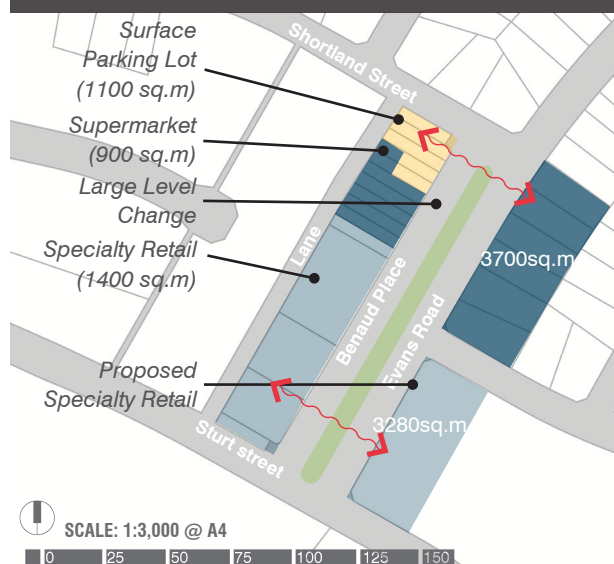 Surface
Parking Lot
(1100 sq.m)
Supermarket
(900 sq.m)
Large Level
Change
Specialty Retail
(1400 sq.m)
Proposed
Specialty Retail
Shortland Street
Lane
Benaud Place
Evans Road
Sturt street
3700sq.m
3280sq.m
SCALE: 1:3,000 @ A4
0 25 50 75 100 125 150